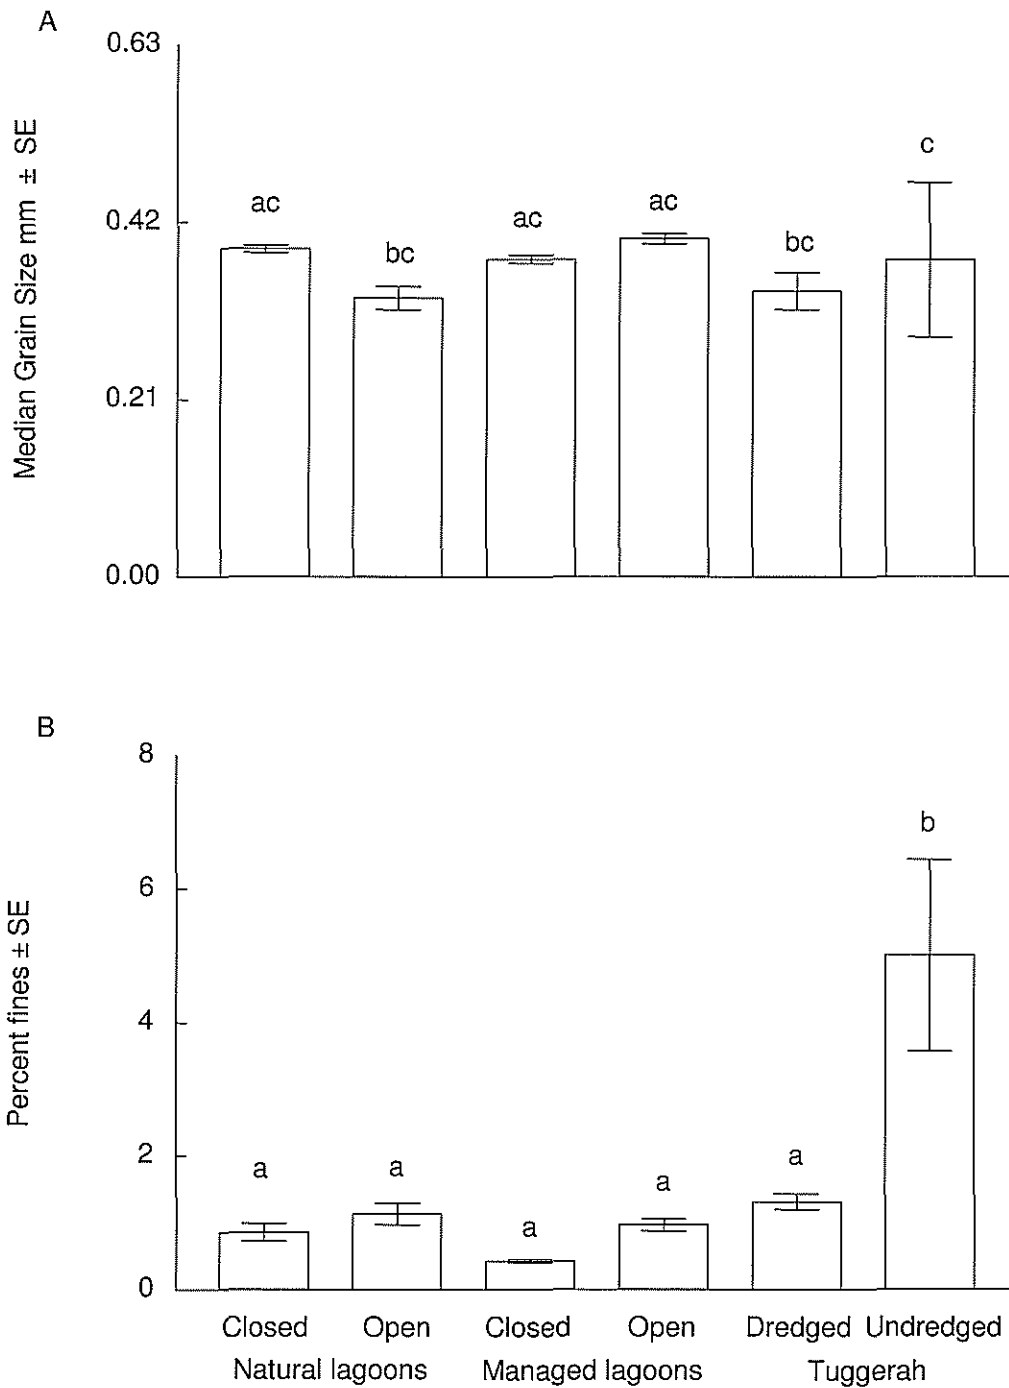 A
0.63
0.42
0.21
0.00
Median Grain Size mm ± SE
ac
bc
ac
ac
bc
c
B
8
6
4
2
0
Percent fines ± SE
a
a
a
a
a
b
Closed Open Closed Open Dredged Undredged
Natural lagoons Managed lagoons Tuggerah